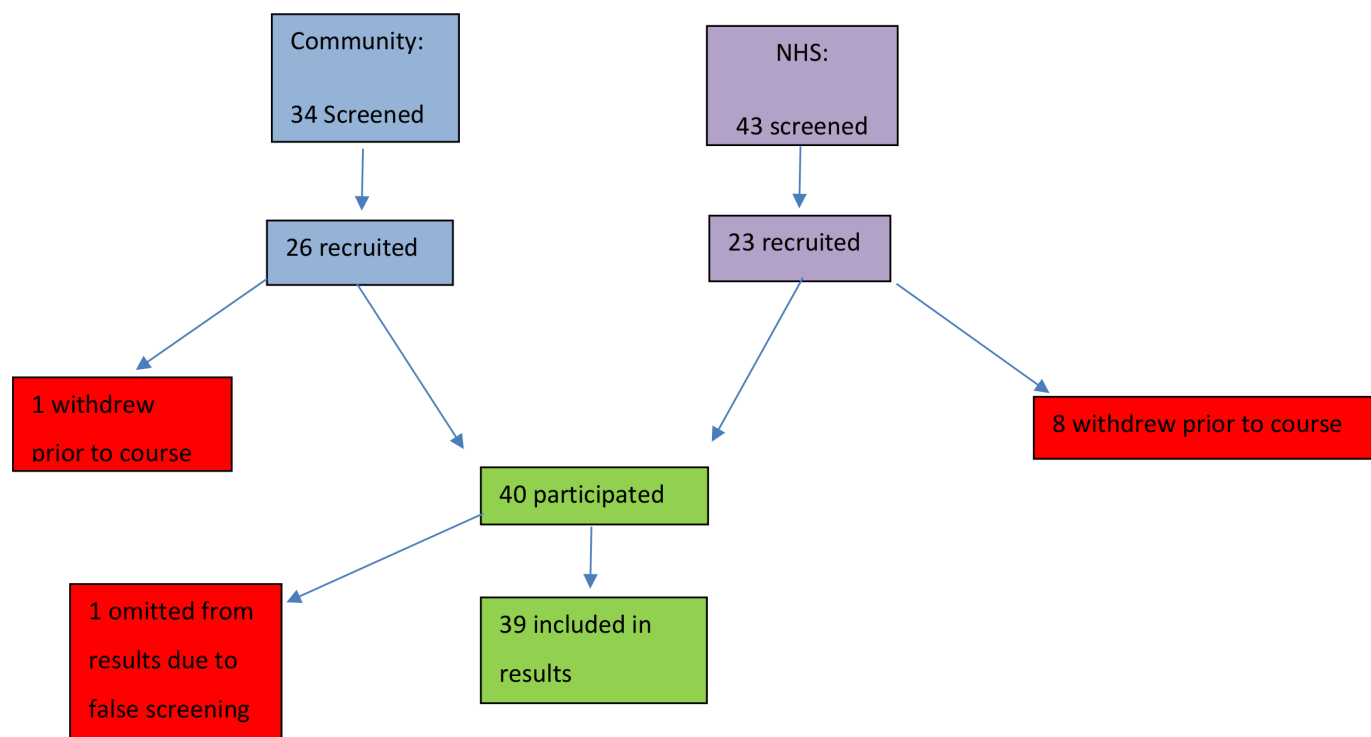 Community:
34 Screened
NHS:
43 screened
26 recruited
23 recruited
1 withdrew
prior to course
8 withdrew prior to course
40 participated
1 omitted from
results due to
false screening
39 included in
results